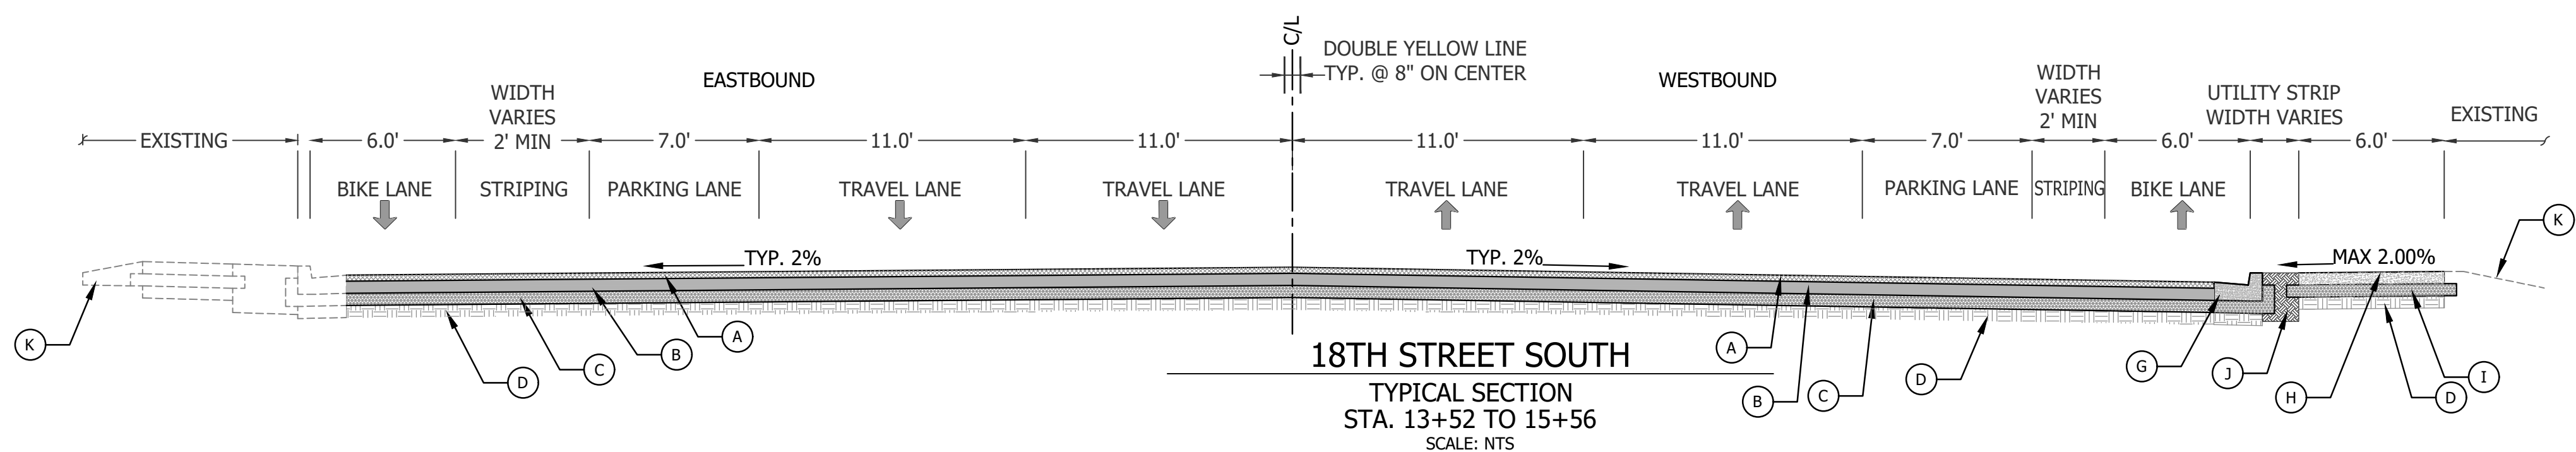 C/L
DOUBLE YELLOW LINE
TYP. @ 8" ON CENTER
EASTBOUND
WESTBOUND
WIDTH
VARIES
2' MIN
WIDTH
VARIES
2' MIN
UTILITY STRIP
WIDTH VARIES
EXISTING
EXISTING
6.0'
7.0'
11.0'
11.0'
11.0'
11.0'
7.0'
6.0'
6.0'
BIKE LANE
STRIPING
PARKING LANE
TRAVEL LANE
TRAVEL LANE
TRAVEL LANE
TRAVEL LANE
PARKING LANE
STRIPING
BIKE LANE
K
TYP. 2%
TYP. 2%
MAX 2.00%
K
D
C
B
A
A
B
C
D
G
J
H
D
I
18TH STREET SOUTH
TYPICAL SECTION
STA. 13+52 TO 15+56
SCALE: NTS